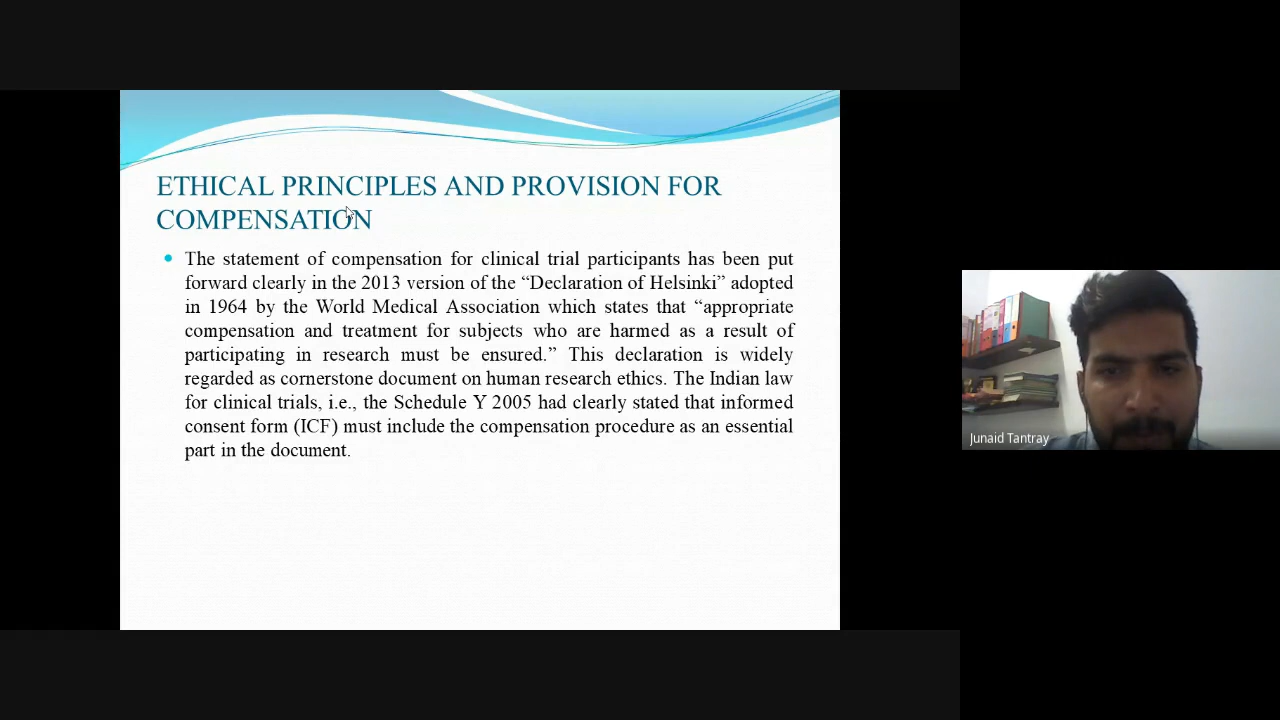 ETHICAL PRINCIPLES AND PROVISION FOR
COMPENSATION
The statement of compensation for clinical trial participants has been put
forward clearly in the 2013 version of the “Declaration of Helsinki” adopted
in 1964 by the World Medical Association which states that “appropriate
compensation and treatment for subjects who are harmed as a result of
participating in research must be ensured.” This declaration is widely
regarded as cornerstone document on human research ethics. The Indian law
for clinical trials, i.e., the Schedule Y 2005 had clearly stated that informed
consent form (ICF) must include the compensation procedure as an essential
part in the document.
Junaid Tantray